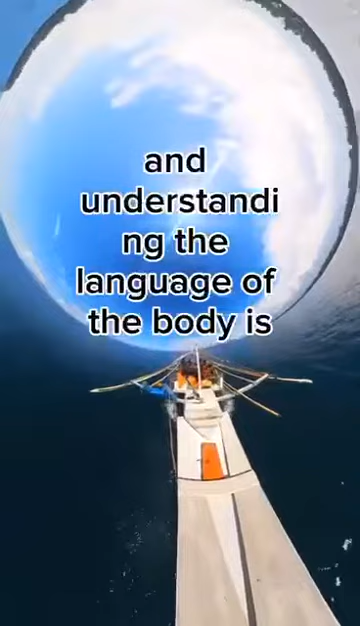 and
understandi
ng the
language of
the body is